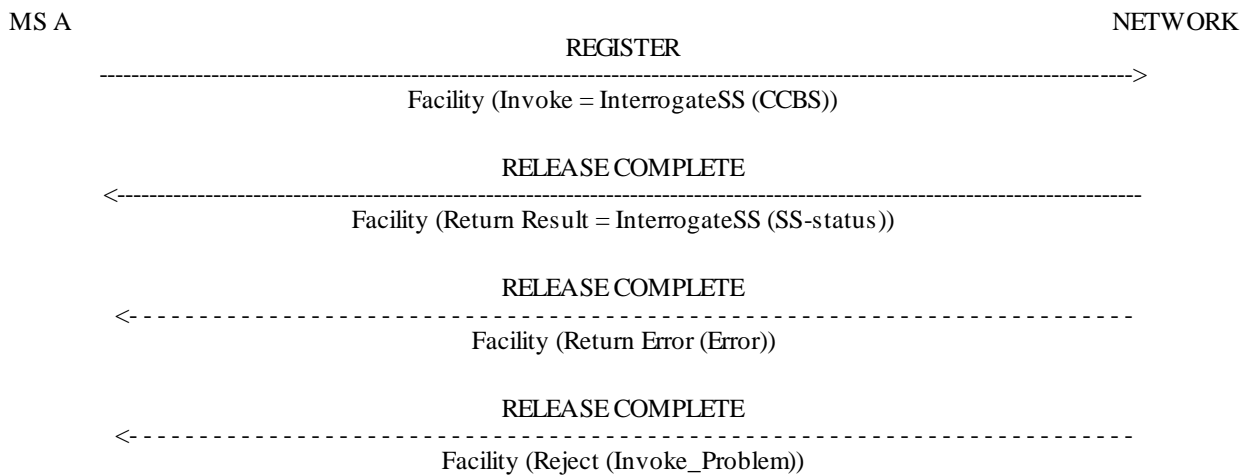 MS A NETWORK
REGISTER
------------------------------------------------------------------------------------------------------------------------>
Facility (Invoke = InterrogateSS (CCBS))
RELEASE COMPLETE
<------------------------------------------------------------------------------------------------------------------------
Facility (Return Result = InterrogateSS (SS-status))
RELEASE COMPLETE
<- - - - - - - - - - - - - - - - - - - - - - - - - - - - - - - - - - - - - - - - - - - - - - - - - - - - - - - - - - - -
Facility (Return Error (Error))
RELEASE COMPLETE
<- - - - - - - - - - - - - - - - - - - - - - - - - - - - - - - - - - - - - - - - - - - - - - - - - - - - - - - - - - - -
Facility (Reject (Invoke_Problem))